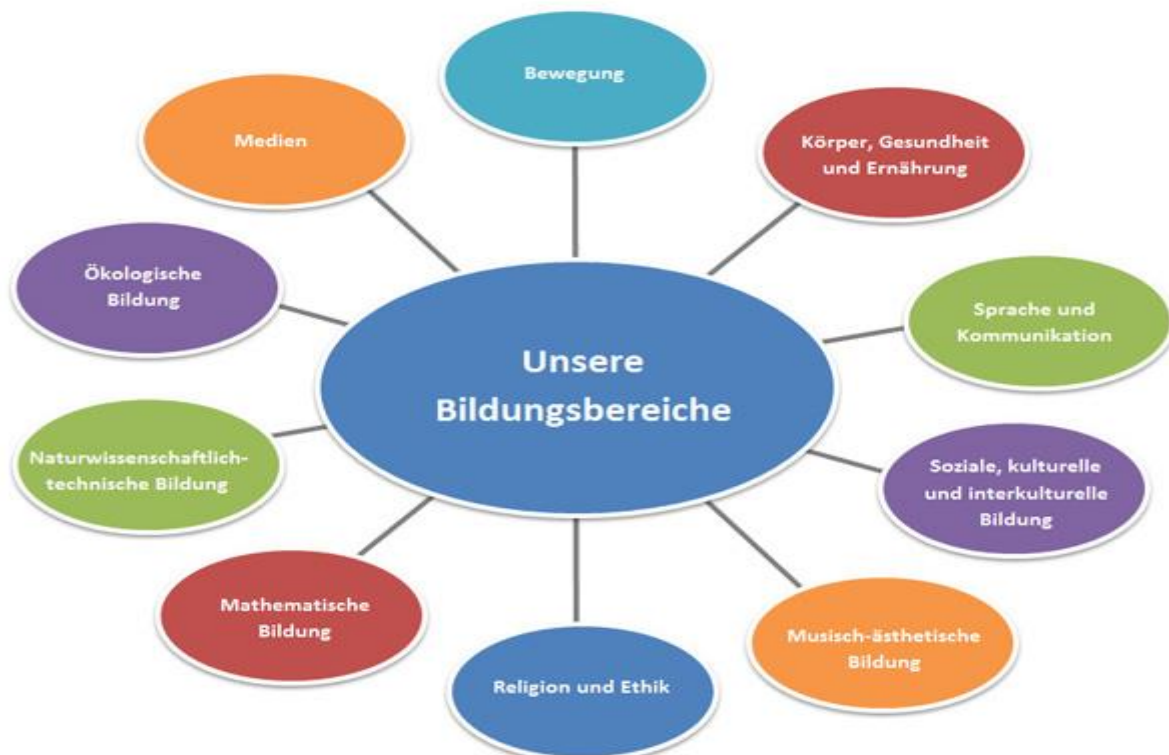 Bewegung
Medien
Körper, Gesundheit
und Ernährung
Ökologische
Bildung
Sprache und
Kommunikation
Unsere
Bildungsbereiche
Naturwissenschaftlich-
technische Bildung
Soziale, kulturelle
und interkulturelle
Bildung
Mathematische
Bildung
Musisch-ästhetische
Bildung
Religion und Ethik